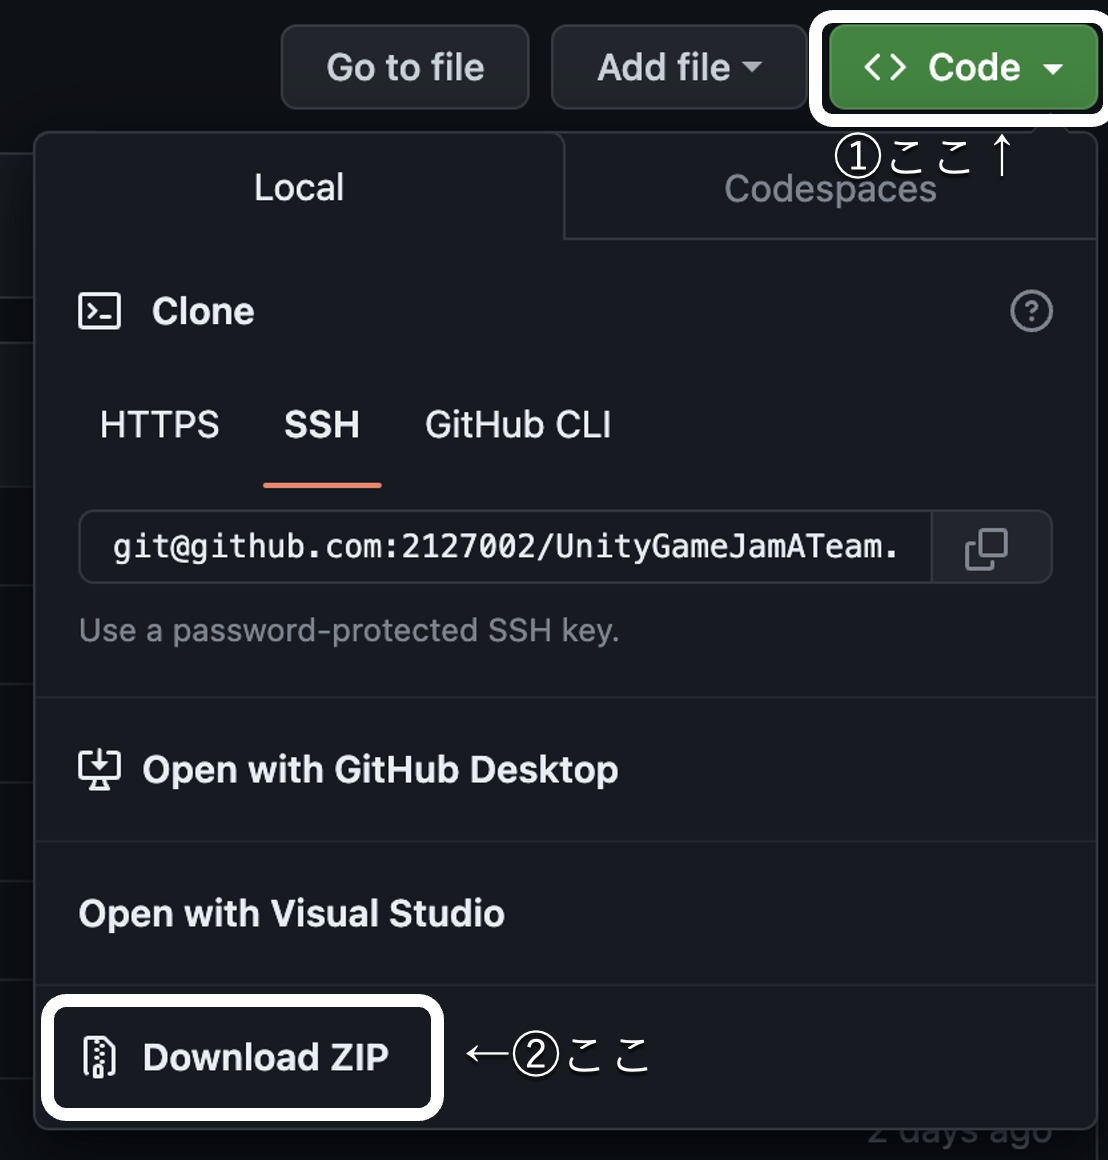 Go to file
Add file
<> Code
①ここ↑
Local
Codespaces
Clone
HTTPS
SSH
GitHub CLI
git@github.com:2127002/UnityGameJamATeam.
Use a password-protected SSH key.
Open with GitHub Desktop
Open with Visual Studio
Download ZIP
←②ここ
2 days ago